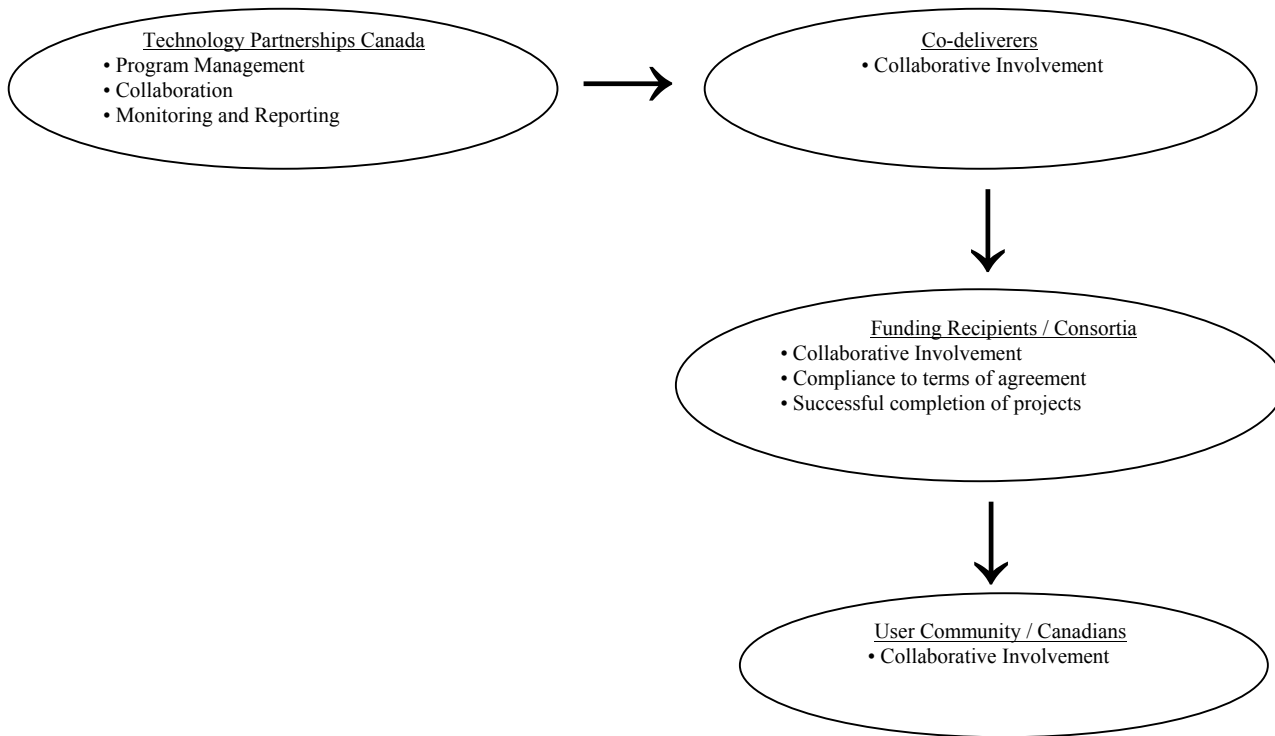 Technology Partnerships Canada
• Program Management
• Collaboration
• Monitoring and Reporting
Co-deliverers
• Collaborative Involvement
Funding Recipients / Consortia
• Collaborative Involvement
• Compliance to terms of agreement
• Successful completion of projects
User Community / Canadians
• Collaborative Involvement